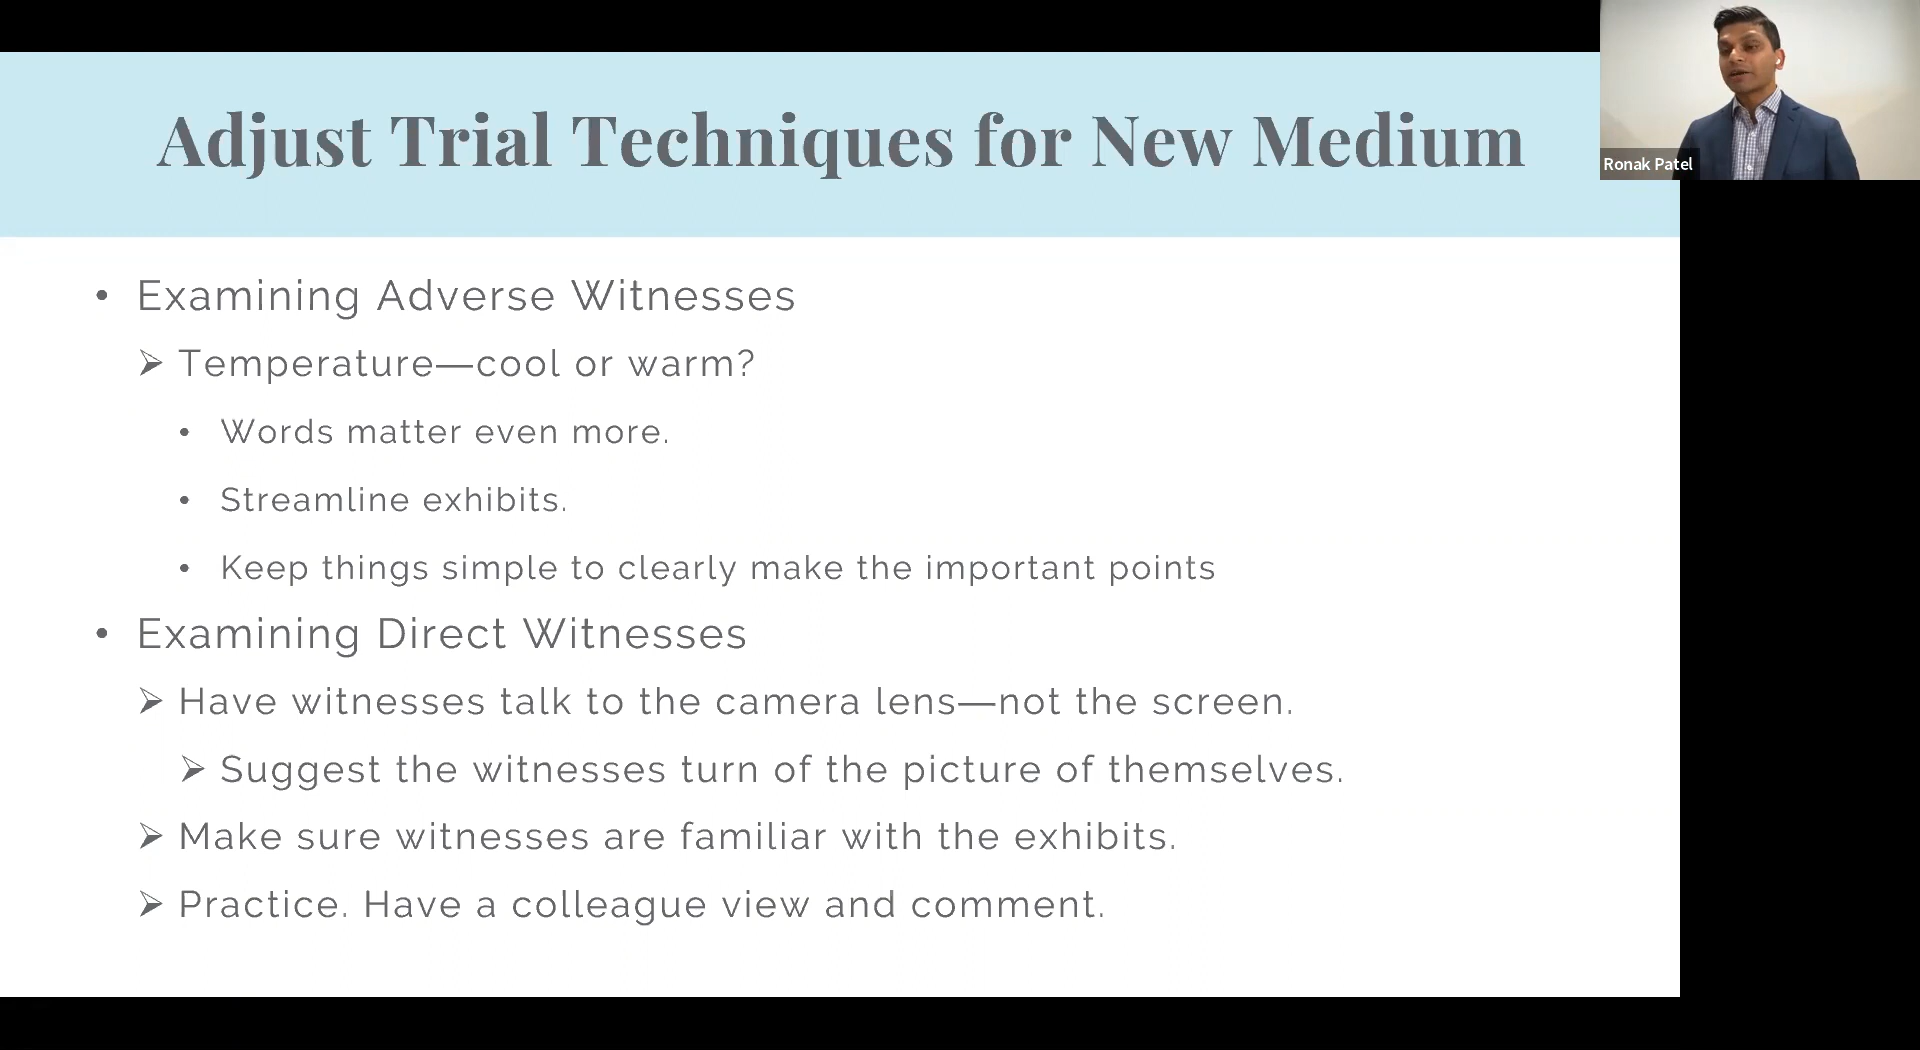 Adjust Trial Techniques for New Medium
Ronak Patel
• Examining Adverse Witnesses
➢ Temperature—cool or warm?
• Words matter even more.
• Streamline exhibits.
• Keep things simple to clearly make the important points
• Examining Direct Witnesses
➢ Have witnesses talk to the camera lens—not the screen.
➢ Suggest the witnesses turn of the picture of themselves.
➢ Make sure witnesses are familiar with the exhibits.
➢ Practice. Have a colleague view and comment.